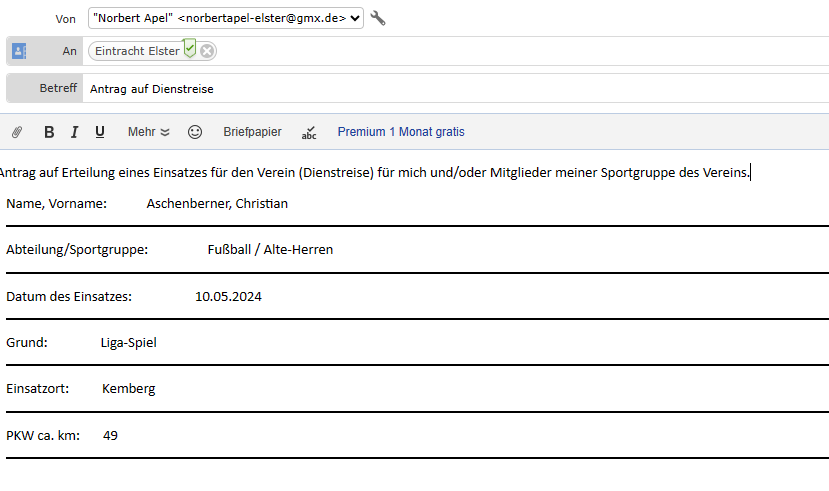 Von "Norbert Apel" <norbertapel-elster@gmx.de>
An Eintracht Elster
Betreff Antrag auf Dienstreise
B I U Mehr Briefpapier abc Premium 1 Monat gratis
Antrag auf Erteilung eines Einsatzes für den Verein (Dienstreise) für mich und/oder Mitglieder meiner Sportgruppe des Vereins.
Name, Vorname: Aschenberner, Christian
Abteilung/Sportgruppe: Fußball / Alte-Herren
Datum des Einsatzes: 10.05.2024
Grund: Liga-Spiel
Einsatzort: Kemberg
PKW ca. km: 49